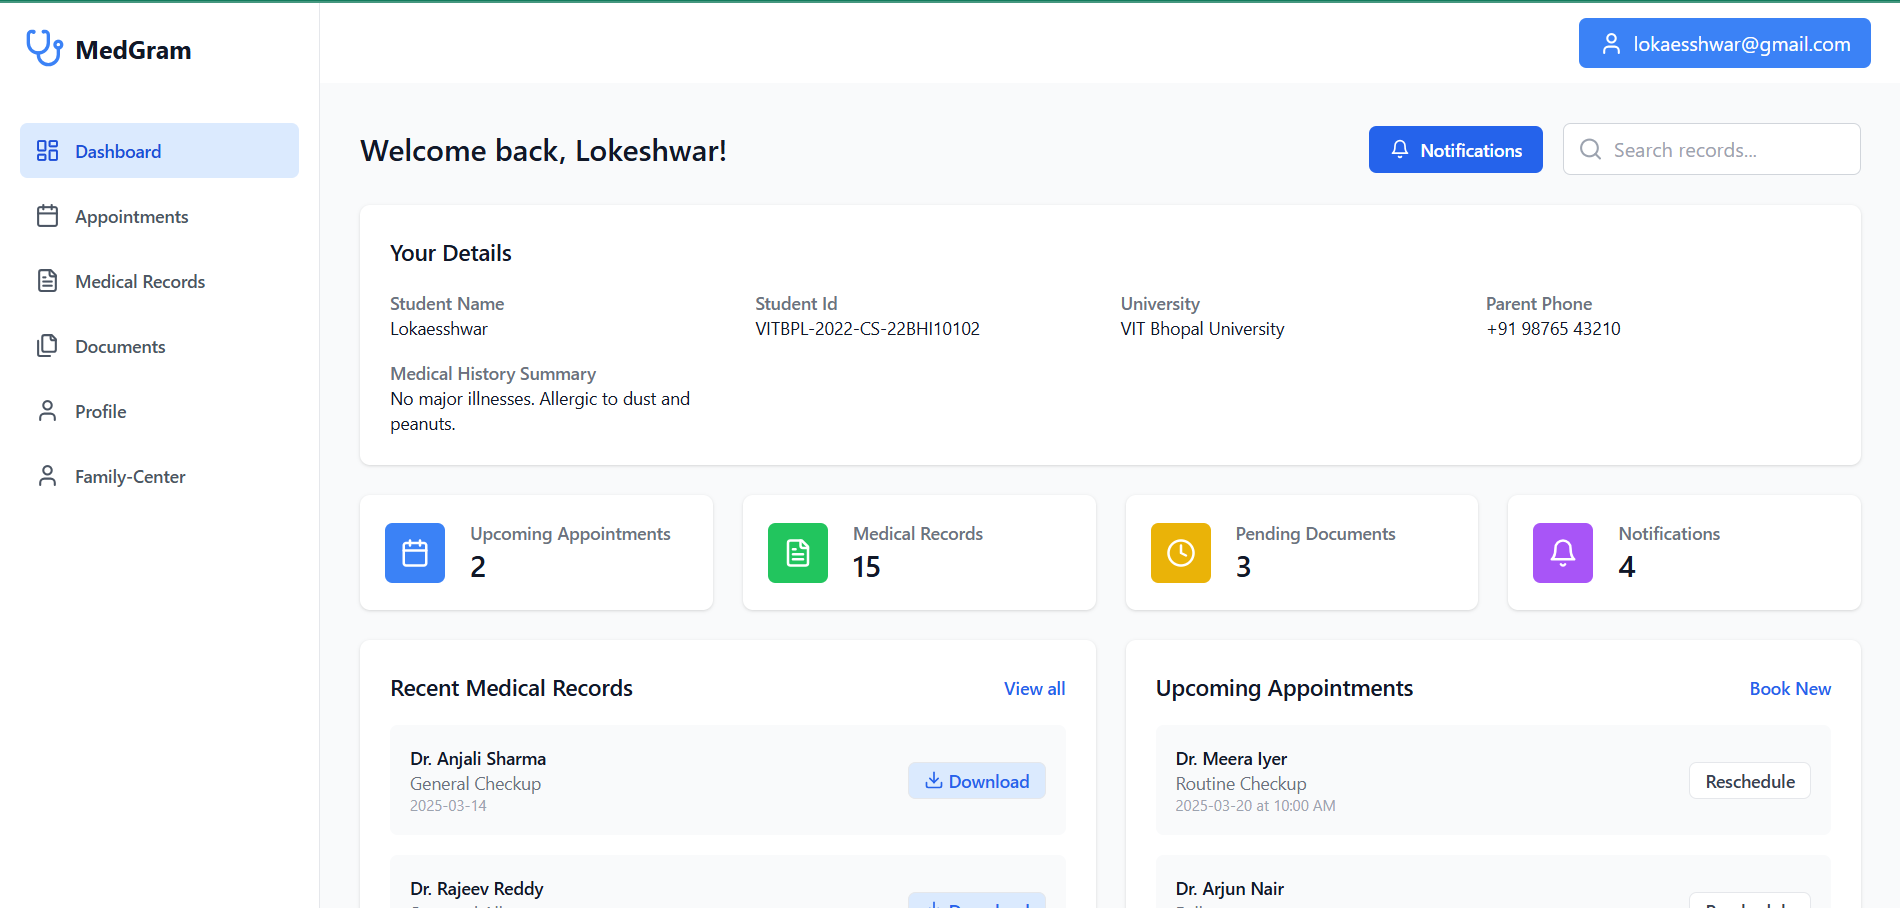 MedGram
lokaesshwar@gmail.com
Dashboard
Appointments
Medical Records
Documents
Profile
Family-Center
Welcome back, Lokeshwar!
Notifications
Search records...
Your Details
Student Name
Lokaesshwar
Student Id
VITBPL-2022-CS-22BHI10102
University
VIT Bhopal University
Parent Phone
+91 98765 43210
Medical History Summary
No major illnesses. Allergic to dust and
peanuts.
Upcoming Appointments
2
Medical Records
15
Pending Documents
3
Notifications
4
Recent Medical Records
View all
Dr. Anjali Sharma
General Checkup
2025-03-14
Download
Dr. Rajeev Reddy
Upcoming Appointments
Book New
Dr. Meera Iyer
Routine Checkup
2025-03-20 at 10:00 AM
Reschedule
Dr. Arjun Nair